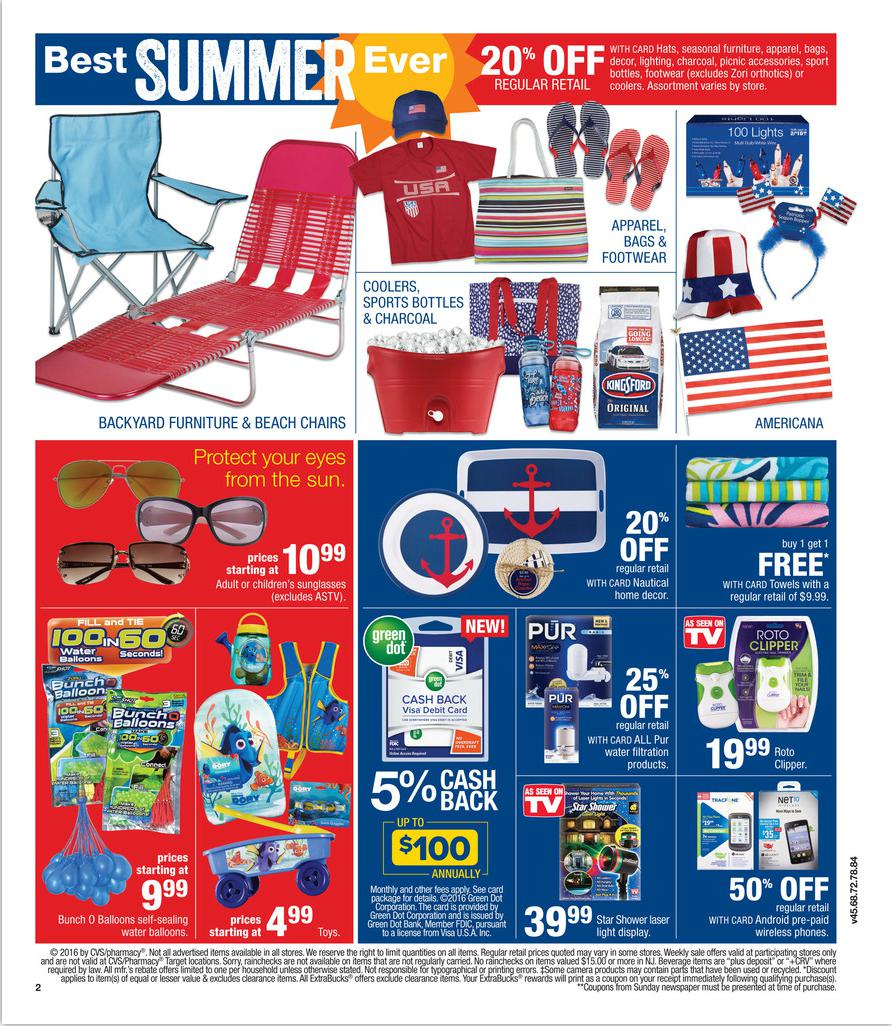 Best SUMMER Ever
20% OFF
REGULAR RETAIL
WITH CARD Hats, seasonal furniture, apparel, bags,
decor, lighting, charcoal, picnic accessories, sport
bottles, footwear (excludes Zori orthotics) or
coolers. Assortment varies by store.
BACKYARD FURNITURE & BEACH CHAIRS
USA
APPAREL,
BAGS &
FOOTWEAR
COOLERS,
SPORTS BOTTLES
& CHARCOAL
KINGSFORD
ORIGINAL
100 Lights
Patriotic
AMERICANA
Protect your eyes
from the sun.
prices
starting at 10.99
Adult or children's sunglasses
(excludes ASTV).
20%
OFF
regular retail
WITH CARD Nautical
home decor.
buy 1 get 1
FREE*
WITH CARD Towels with a
regular retail of $9.99.
FILL and TIE
100 IN 60
Water Balloons
Seconds!
60 SEC
Bunch O Balloons
Bunch O Balloons
prices
starting at
9.99
Bunch O Balloons self-sealing
water balloons.
DORY
prices
starting at 4.99 Toys.
green dot
NEW!
CASH BACK
Visa Debit Card
5% CASH BACK
UP TO
$100
ANNUALLY
Monthly and other fees apply. See card
package for details. ©2016 Green Dot
Corporation. The card is provided by
Green Dot Corporation and is issued by
Green Dot Bank, Member FDIC, pursuant
to a license from Visa U.S.A. Inc.
PŪR
PŪR
25%
OFF
regular retail
WITH CARD ALL Pur
water filtration
products.
AS SEEN ON TV
ROTO CLIPPER
19.99 Roto
Clipper.
AS SEEN ON TV
Star Shower
39.99 Star Shower laser
light display.
TRACFONE
NET10
50% OFF
regular retail
WITH CARD Android pre-paid
wireless phones.
v45.68.72.78.84
© 2016 by CVS/pharmacy®. Not all advertised items available in all stores. We reserve the right to limit quantities on all items. Regular retail prices quoted may vary in some stores. Weekly sale offers valid at participating stores only
and are not valid at CVS/Pharmacy® Target locations. Sorry, rainchecks are not available on items that are not regularly carried. No rainchecks on items valued $15.00 or more in NJ. Beverage items are "plus deposit" or "+CRV" where
required by law. All mfr.'s rebate offers limited to one per household unless otherwise stated. Not responsible for typographical or printing errors. ‡Some camera products may contain parts that have been used or recycled. *Discount
applies to item(s) of equal or lesser value & excludes clearance items. All ExtraBucks® offers exclude clearance items. Your ExtraBucks® rewards will print as a coupon on your receipt immediately following qualifying purchase(s).
**Coupons from Sunday newspaper must be presented at time of purchase.
2